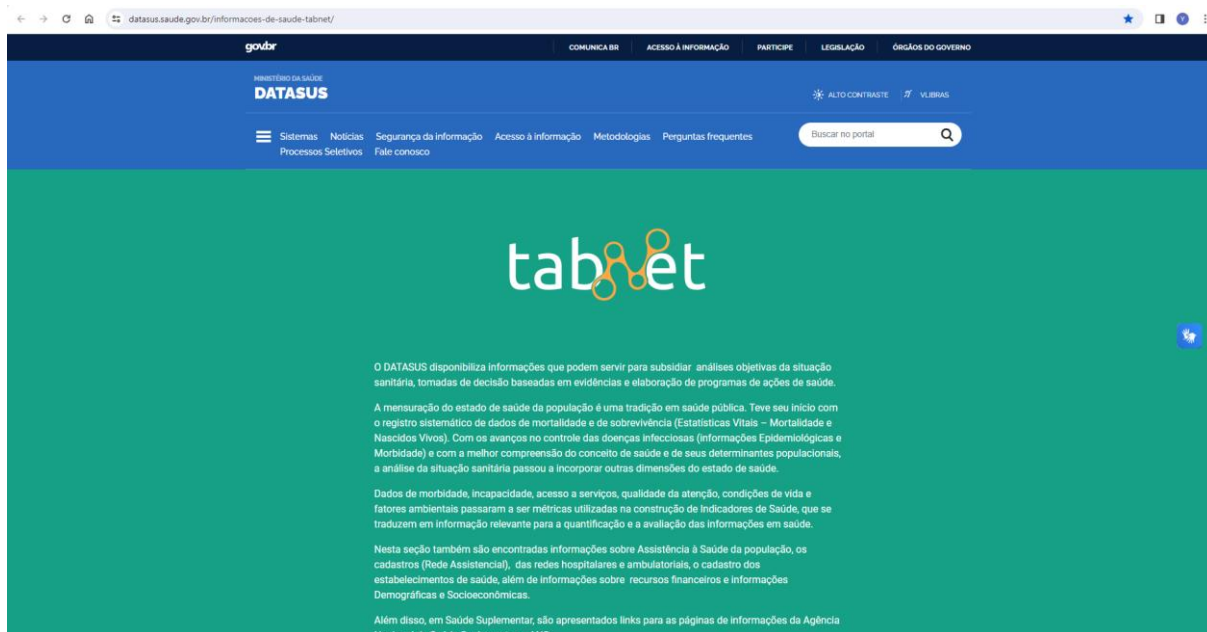 datasus.saude.gov.br/informacoes-de-saude-tabnet/
gov.br COMUNICA BR ACESSO À INFORMAÇÃO PARTICIPE LEGISLAÇÃO ÓRGÃOS DO GOVERNO
MINISTÉRIO DA SAÚDE
DATASUS
ALTO CONTRASTE VLIBRAS
Sistemas Notícias Segurança da informação Acesso à informação Metodologias Perguntas frequentes
Processos Seletivos Fale conosco
Buscar no portal
tabnet
O DATASUS disponibiliza informações que podem servir para subsidiar análises objetivas da situação
sanitária, tomadas de decisão baseadas em evidências e elaboração de programas de ações de saúde.
A mensuração do estado de saúde da população é uma tradição em saúde pública. Teve seu início com
o registro sistemático de dados de mortalidade e de sobrevivência (Estatísticas Vitais – Mortalidade e
Nascidos Vivos). Com os avanços no controle das doenças infecciosas (informações Epidemiológicas e
Morbidade) e com a melhor compreensão do conceito de saúde e de seus determinantes populacionais,
a análise da situação sanitária passou a incorporar outras dimensões do estado de saúde.
Dados de morbidade, incapacidade, acesso a serviços, qualidade da atenção, condições de vida e
fatores ambientais passaram a ser métricas utilizadas na construção de Indicadores de Saúde, que se
traduzem em informação relevante para a quantificação e a avaliação das informações em saúde.
Nesta seção também são encontradas informações sobre Assistência à Saúde da população, os
cadastros (Rede Assistencial), das redes hospitalares e ambulatoriais, o cadastro dos
estabelecimentos de saúde, além de informações sobre recursos financeiros e informações
Demográficas e Socioeconômicas.
Além disso, em Saúde Suplementar, são apresentados links para as páginas de informações da Agência